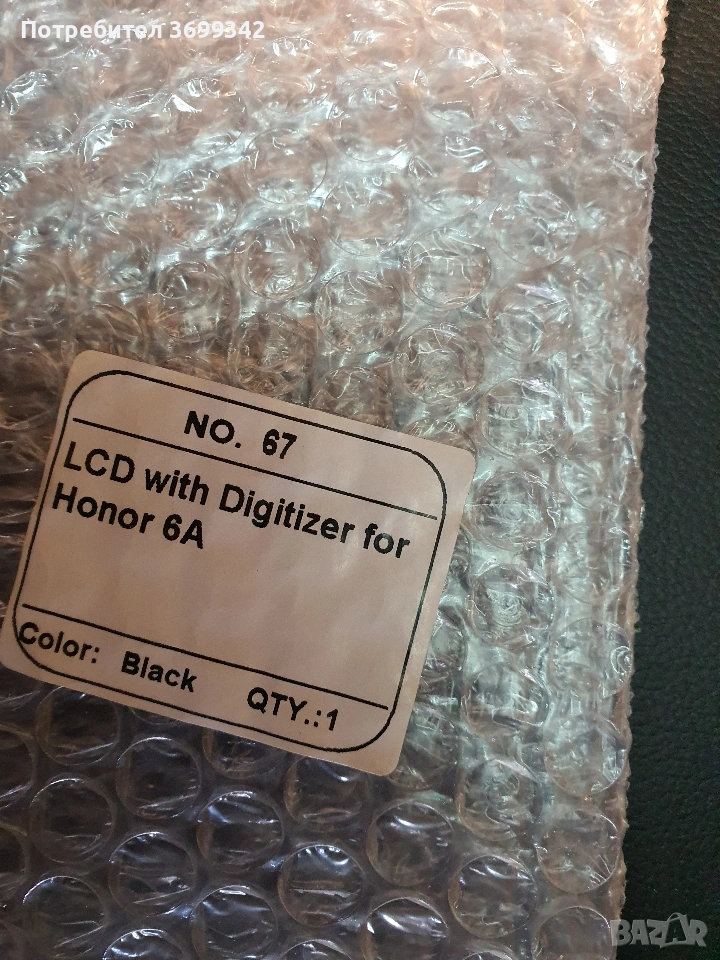 Потребител 3699342
NO. 67
LCD with Digitizer for
Honor 6A
Color: Black QTY.:1
BAZAR